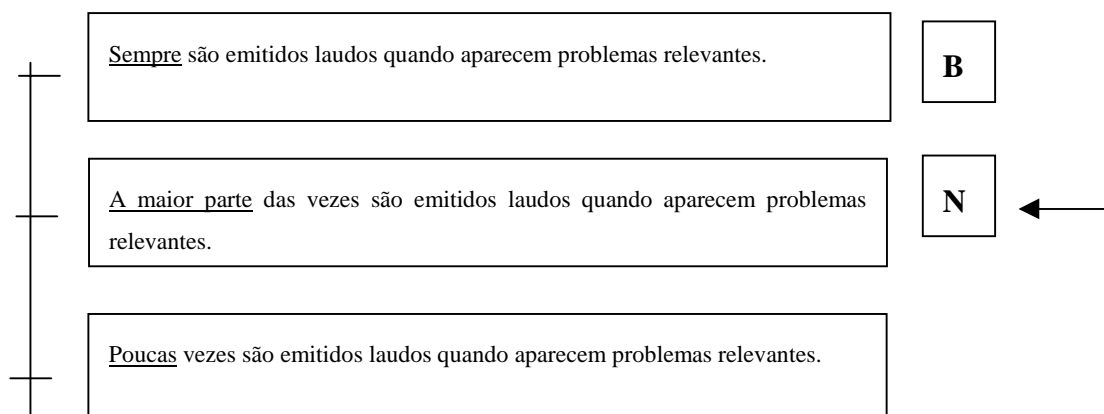 Sempre são emitidos laudos quando aparecem problemas relevantes.
B
A maior parte das vezes são emitidos laudos quando aparecem problemas
relevantes.
N
Poucas vezes são emitidos laudos quando aparecem problemas relevantes.